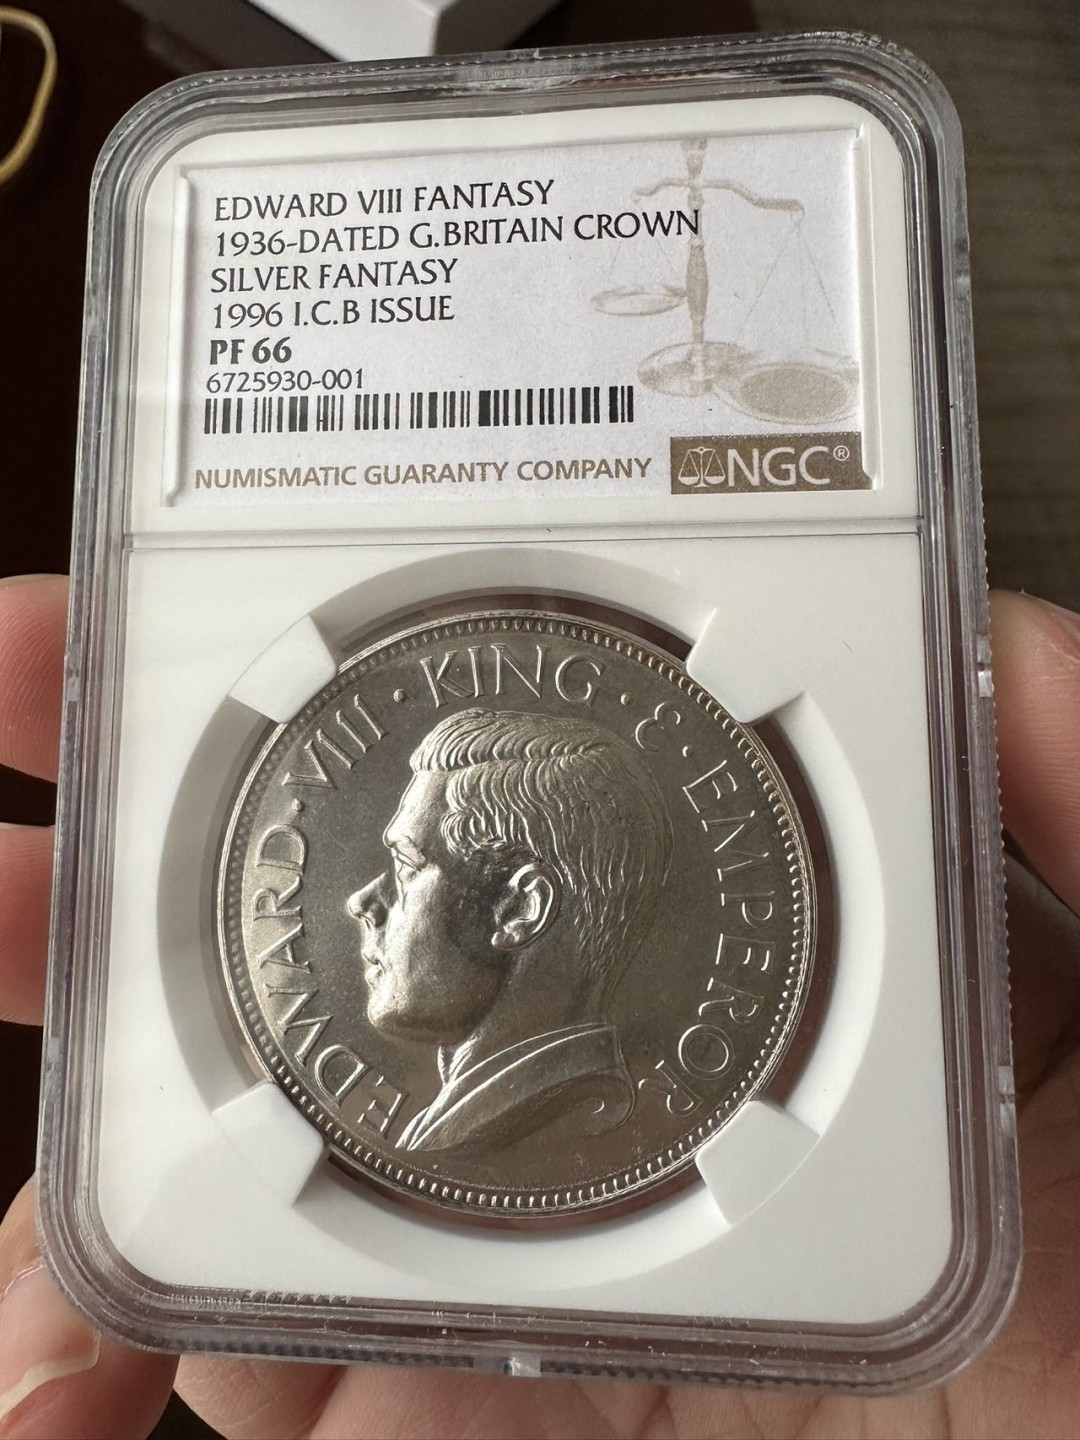 EDWARD VIII FANTASY
1936-DATED G.BRITAIN CROWN
SILVER FANTASY
1996 I.C.B ISSUE
PF 66
6725930-001
NUMISMATIC GUARANTY COMPANY
NGC®
EDWARD · VIII · KING · & · EMPEROR